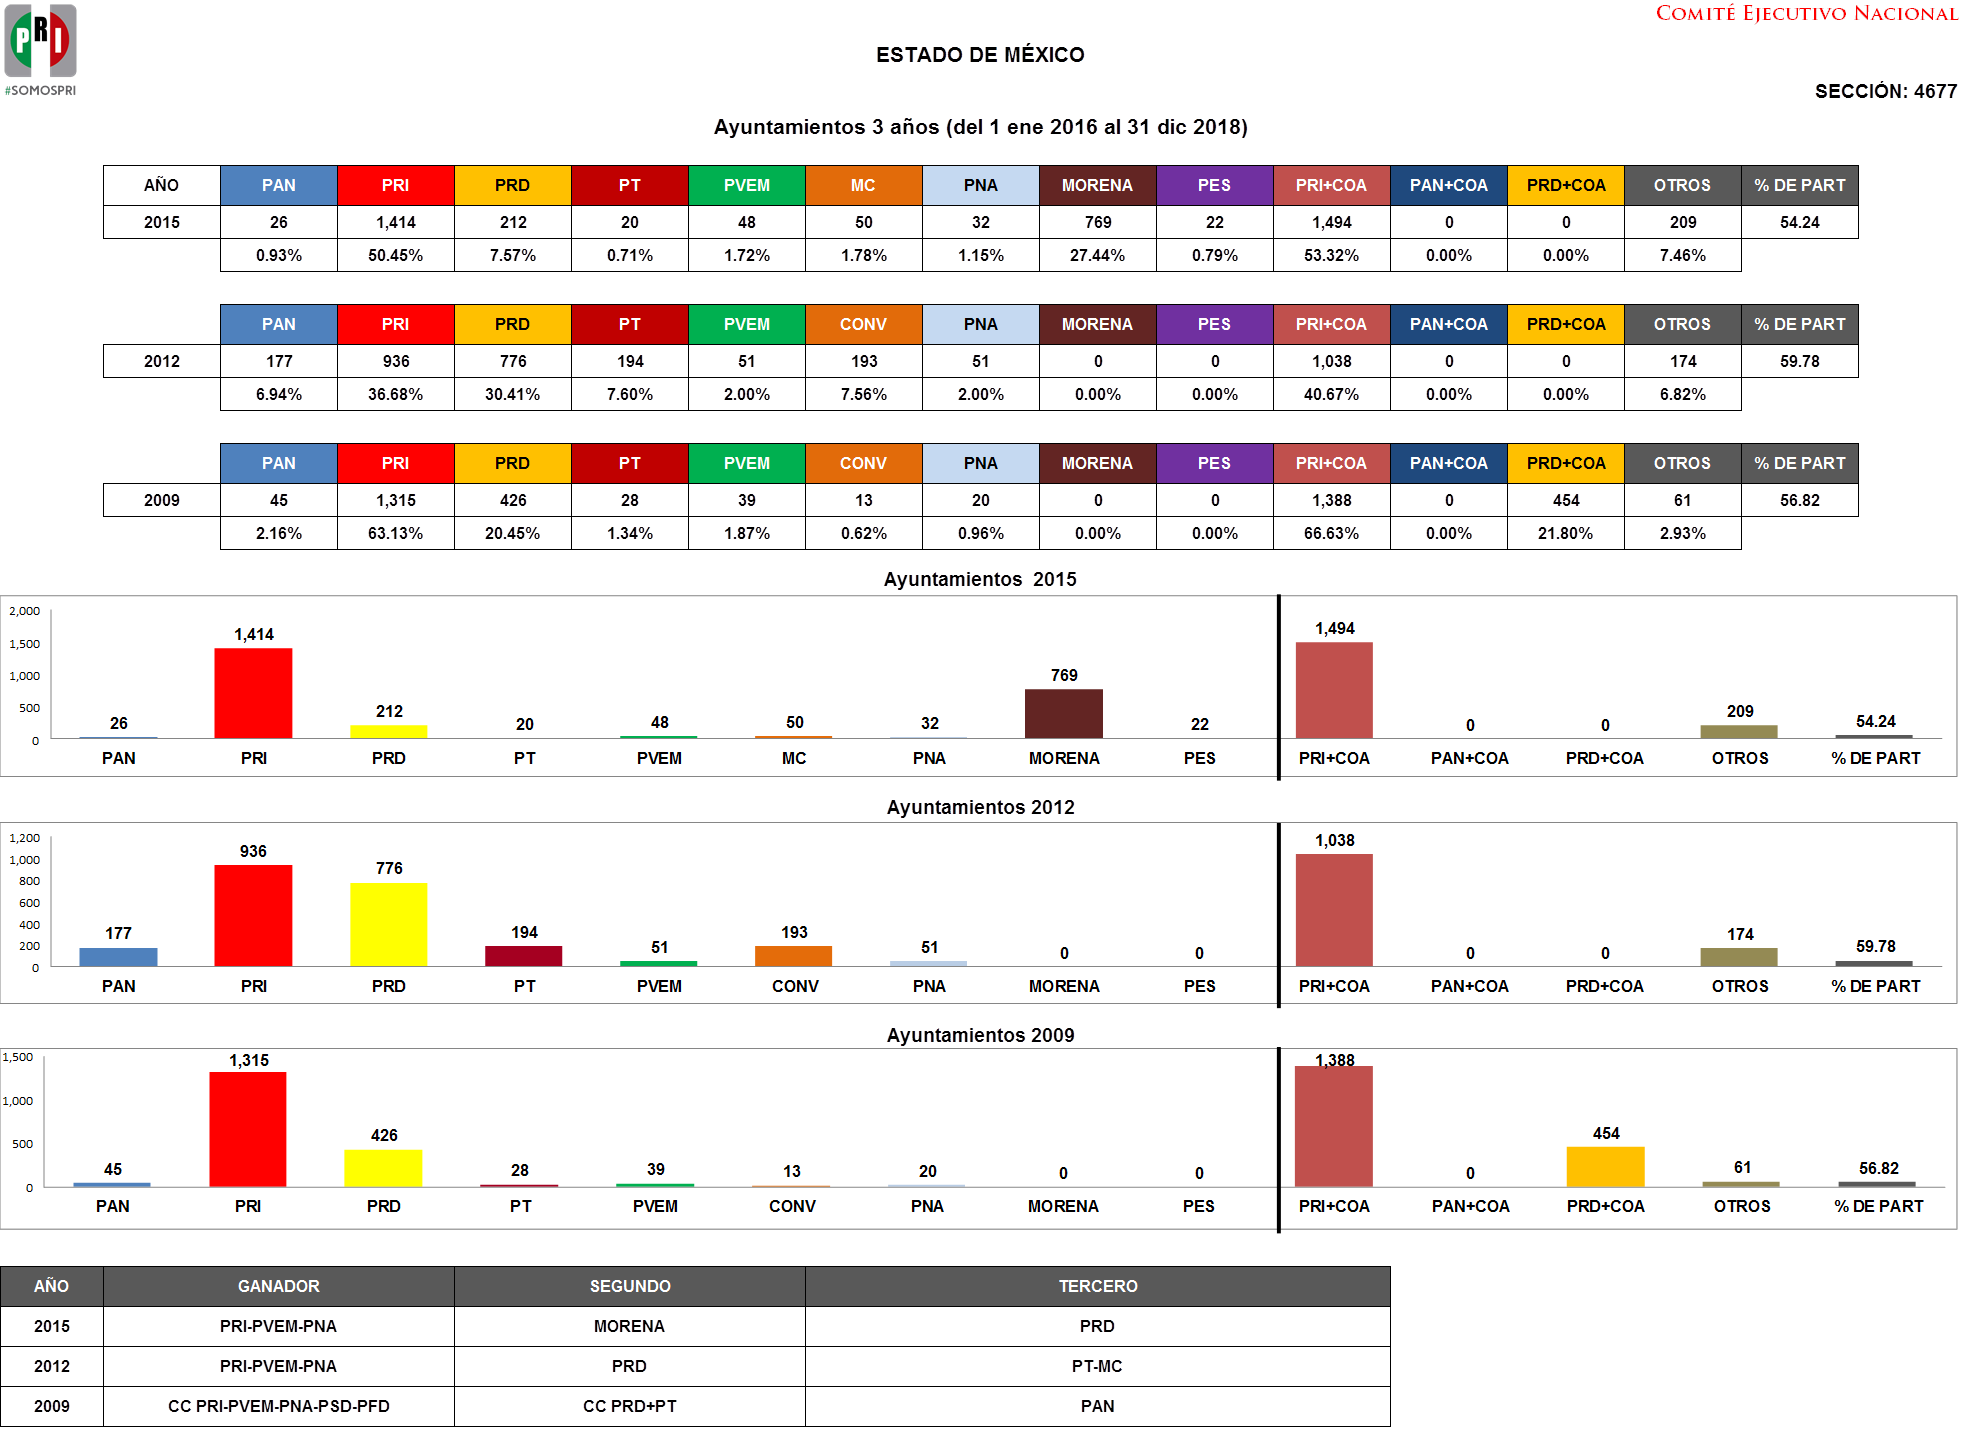 PRI
#SOMOSPRI
COMITÉ EJECUTIVO NACIONAL
ESTADO DE MÉXICO
SECCIÓN: 4677
Ayuntamientos 3 años (del 1 ene 2016 al 31 dic 2018)
AÑO PAN PRI PRD PT PVEM MC PNA MORENA PES PRI+COA PAN+COA PRD+COA OTROS % DE PART
2015 26 1,414 212 20 48 50 32 769 22 1,494 0 0 209 54.24
0.93% 50.45% 7.57% 0.71% 1.72% 1.78% 1.15% 27.44% 0.79% 53.32% 0.00% 0.00% 7.46%
PAN PRI PRD PT PVEM CONV PNA MORENA PES PRI+COA PAN+COA PRD+COA OTROS % DE PART
2012 177 936 776 194 51 193 51 0 0 1,038 0 0 174 59.78
6.94% 36.68% 30.41% 7.60% 2.00% 7.56% 2.00% 0.00% 0.00% 40.67% 0.00% 0.00% 6.82%
PAN PRI PRD PT PVEM CONV PNA MORENA PES PRI+COA PAN+COA PRD+COA OTROS % DE PART
2009 45 1,315 426 28 39 13 20 0 0 1,388 0 454 61 56.82
2.16% 63.13% 20.45% 1.34% 1.87% 0.62% 0.96% 0.00% 0.00% 66.63% 0.00% 21.80% 2.93%
Ayuntamientos 2015
2,000
1,500
1,000
500
0
26 1,414 212 20 48 50 32 769 22 1,494 0 0 209 54.24
PAN PRI PRD PT PVEM MC PNA MORENA PES PRI+COA PAN+COA PRD+COA OTROS % DE PART
Ayuntamientos 2012
1,200
1,000
800
600
400
200
0
177 936 776 194 51 193 51 0 0 1,038 0 0 174 59.78
PAN PRI PRD PT PVEM CONV PNA MORENA PES PRI+COA PAN+COA PRD+COA OTROS % DE PART
Ayuntamientos 2009
1,500
1,000
500
0
45 1,315 426 28 39 13 20 0 0 1,388 0 454 61 56.82
PAN PRI PRD PT PVEM CONV PNA MORENA PES PRI+COA PAN+COA PRD+COA OTROS % DE PART
AÑO GANADOR SEGUNDO TERCERO
2015 PRI-PVEM-PNA MORENA PRD
2012 PRI-PVEM-PNA PRD PT-MC
2009 CC PRI-PVEM-PNA-PSD-PFD CC PRD+PT PAN